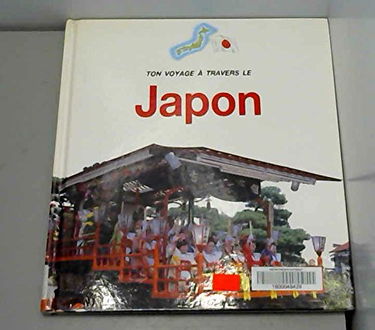 TON VOYAGE À TRAVERS LE
Japon